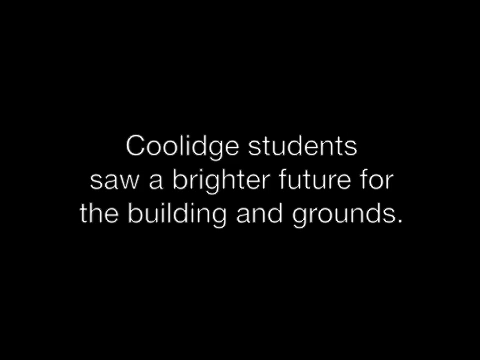 Coolidge students
saw a brighter future for
the building and grounds.